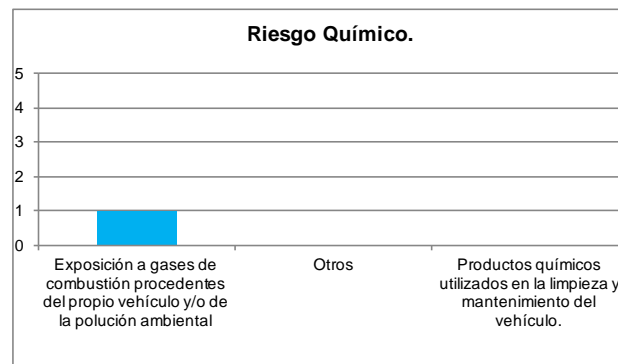 Riesgo Químico.
5
4
3
2
1
0
Exposición a gases de
combustión procedentes
del propio vehículo y/o de
la polución ambiental
Otros
Productos químicos
utilizados en la limpieza y
mantenimiento del
vehículo.